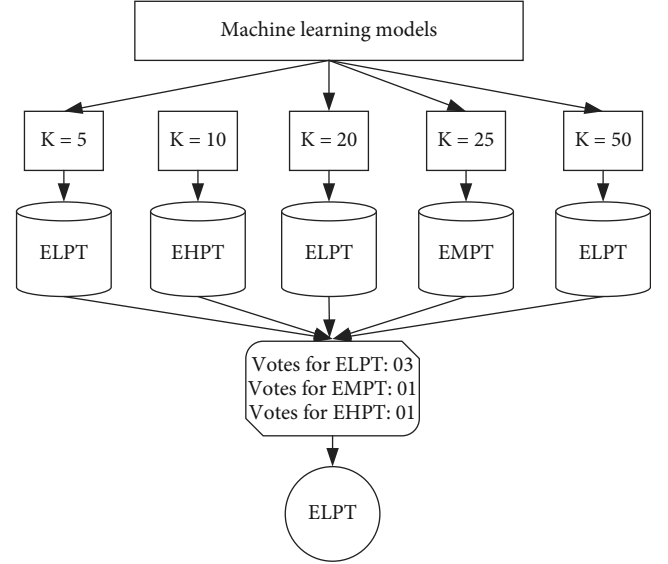 Machine learning models
K = 5
K = 10
K = 20
K = 25
K = 50
ELPT
EHPT
ELPT
EMPT
ELPT
Votes for ELPT: 03
Votes for EMPT: 01
Votes for EHPT: 01
ELPT